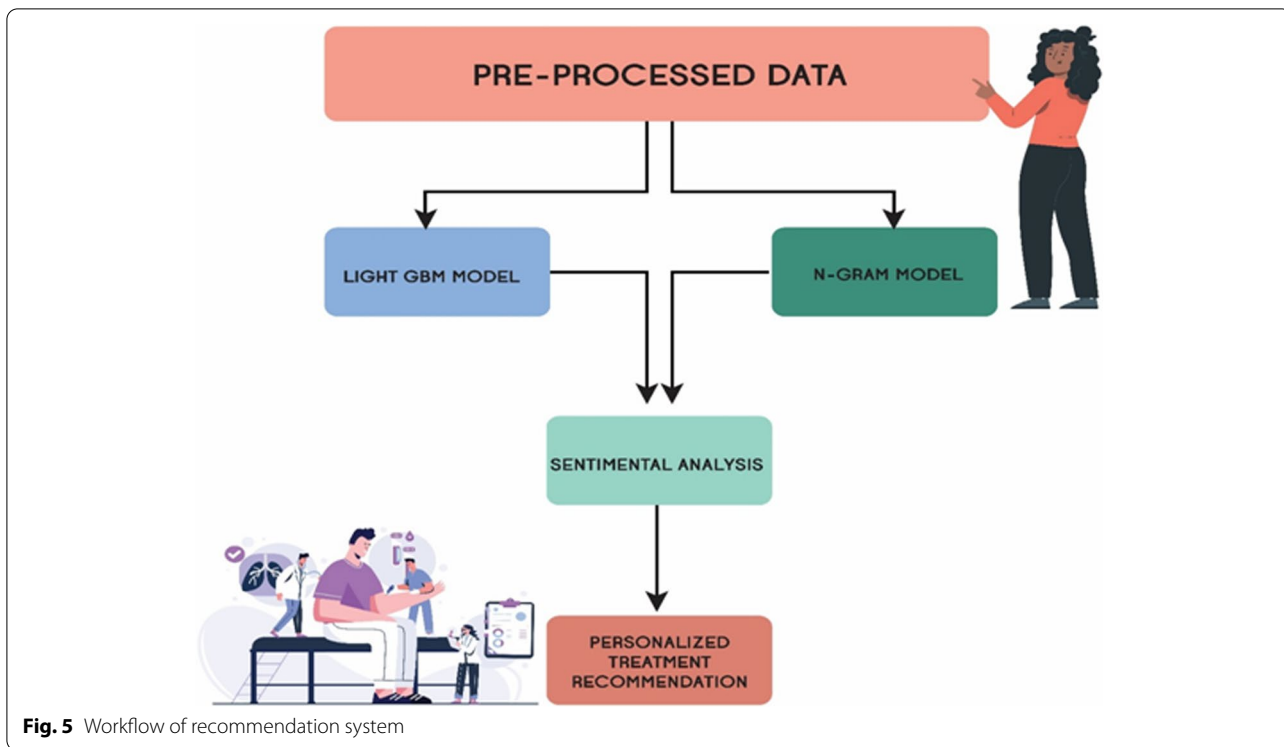 PRE-PROCESSED DATA
LIGHT GBM MODEL
N-GRAM MODEL
SENTIMENTAL ANALYSIS
PERSONALIZED
TREATMENT
RECOMMENDATION
Fig. 5 Workflow of recommendation system